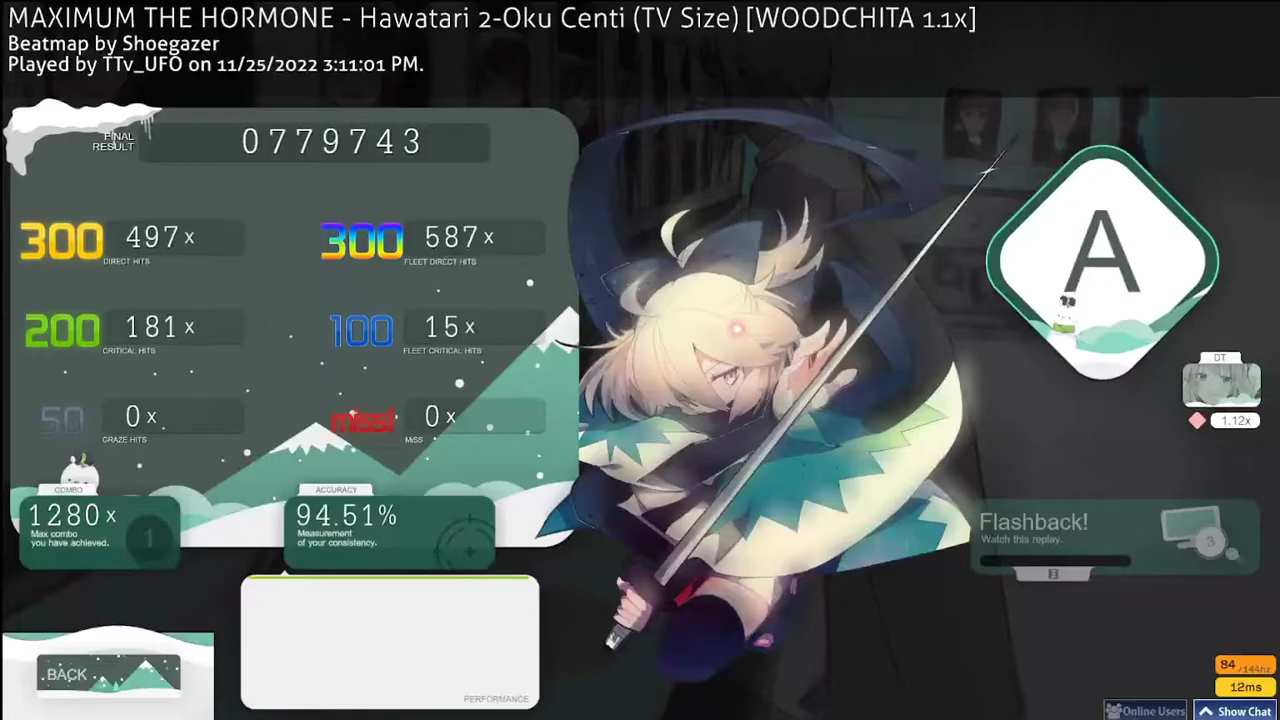 MAXIMUM THE HORMONE - Hawatari 2-Oku Centi (TV Size) [WOODCHITA 1.1x]
Beatmap by Shoegazer
Played by TTv_UFO on 11/25/2022 3:11:01 PM.
FINAL
RESULT
0779743
300 497x 300 587x
DIRECT HITS FLEET DIRECT HITS
200 181x 100 15x
CRITICAL HITS FLEET CRITICAL HITS
50 0x miss! 0x
GRAZE HITS MISS
A
DT
1.12x
COMBO
1280x
Max combo
you have achieved.
1
ACCURACY
94.51%
Measurement
of your consistency.
Flashback!
Watch this replay.
3
PERFORMANCE
BACK
84 /144hz
12ms
Online Users
Show Chat